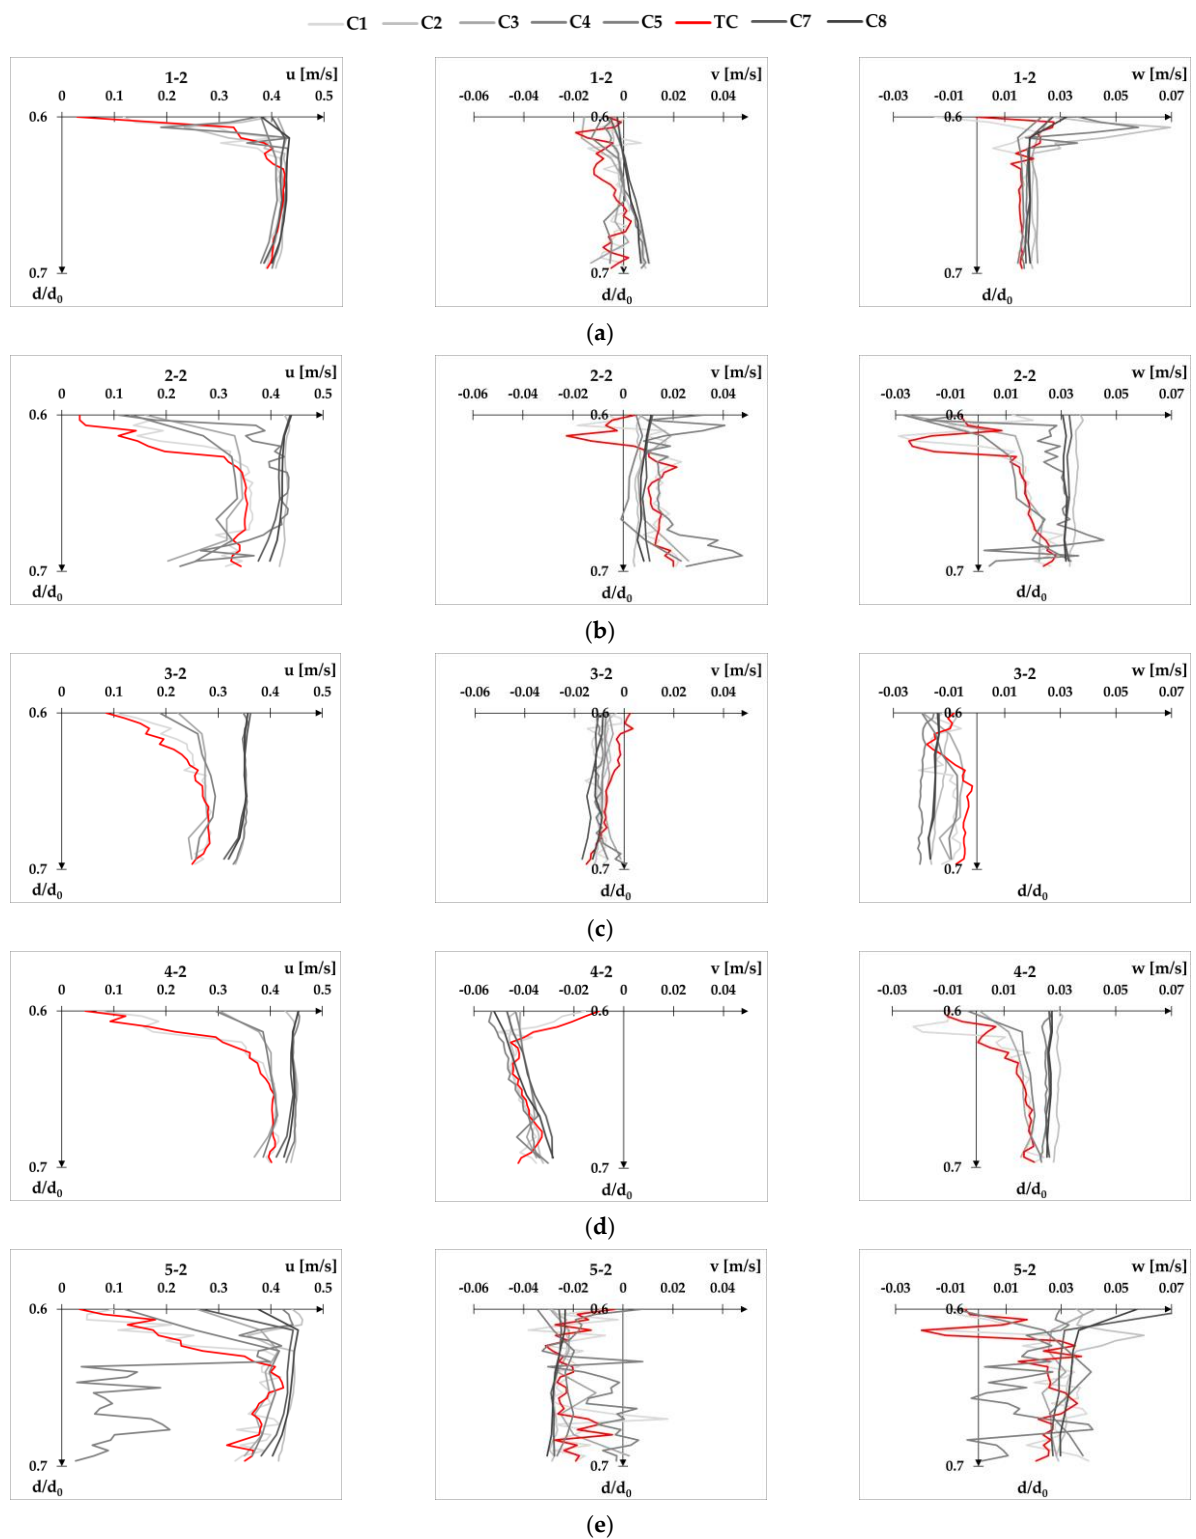 C1 C2 C3 C4 C5 TC C7 C8
1-2 u [m/s]
0 0.1 0.2 0.3 0.4 0.5
0.6
0.7
d/d0
1-2 v [m/s]
-0.06 -0.04 -0.02 0 0.02 0.04
0.6
0.7
d/d0
1-2 w [m/s]
-0.03 -0.01 0.01 0.03 0.05 0.07
0.6
0.7
d/d0
(a)
2-2 u [m/s]
0 0.1 0.2 0.3 0.4 0.5
0.6
0.7
d/d0
2-2 v [m/s]
-0.06 -0.04 -0.02 0 0.02 0.04
0.6
0.7
d/d0
2-2 w [m/s]
-0.03 -0.01 0.01 0.03 0.05 0.07
0.6
0.7
d/d0
(b)
3-2 u [m/s]
0 0.1 0.2 0.3 0.4 0.5
0.6
0.7
d/d0
3-2 v [m/s]
-0.06 -0.04 -0.02 0 0.02 0.04
0.6
0.7
d/d0
3-2 w [m/s]
-0.03 -0.01 0.01 0.03 0.05 0.07
0.6
0.7
d/d0
(c)
4-2 u [m/s]
0 0.1 0.2 0.3 0.4 0.5
0.6
0.7
d/d0
4-2 v [m/s]
-0.06 -0.04 -0.02 0 0.02 0.04
0.6
0.7
d/d0
4-2 w [m/s]
-0.03 -0.01 0.01 0.03 0.05 0.07
0.6
0.7
d/d0
(d)
5-2 u [m/s]
0 0.1 0.2 0.3 0.4 0.5
0.6
0.7
d/d0
5-2 v [m/s]
-0.06 -0.04 -0.02 0 0.02 0.04
0.6
0.7
d/d0
5-2 w [m/s]
-0.03 -0.01 0.01 0.03 0.05 0.07
0.6
0.7
d/d0
(e)